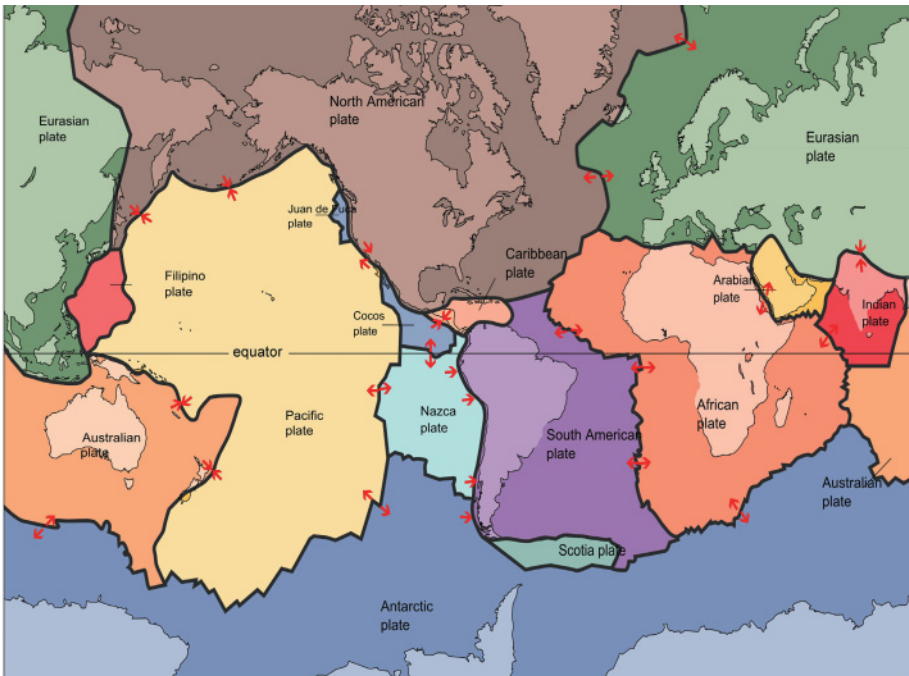 North American
plate
Eurasian
plate
Eurasian
plate
Juan de Fuca
plate
Caribbean
plate
Filipino
plate
Arabian
plate
Indian
plate
Cocos
plate
equator
Pacific
plate
Nazca
plate
African
plate
South American
plate
Australian
plate
Australian
plate
Scotia plate
Antarctic
plate